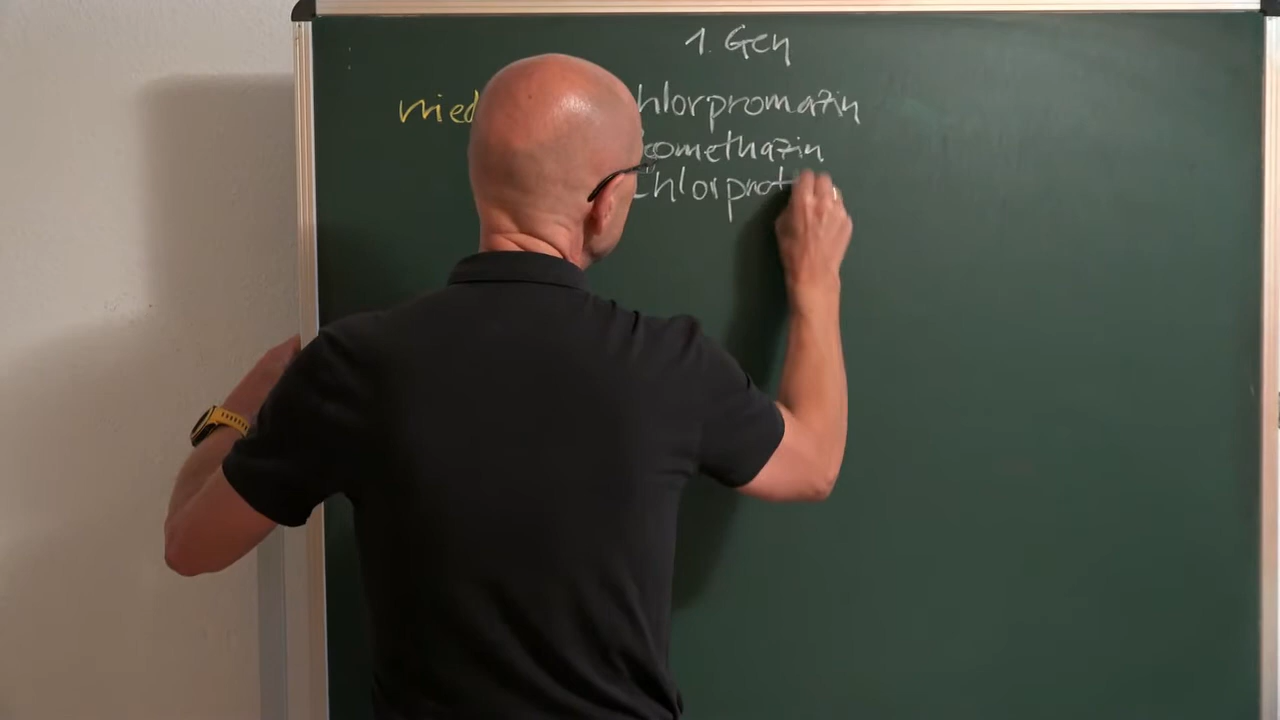 1. Gen
nied hlorpromazin
omethazin
Chlorprot